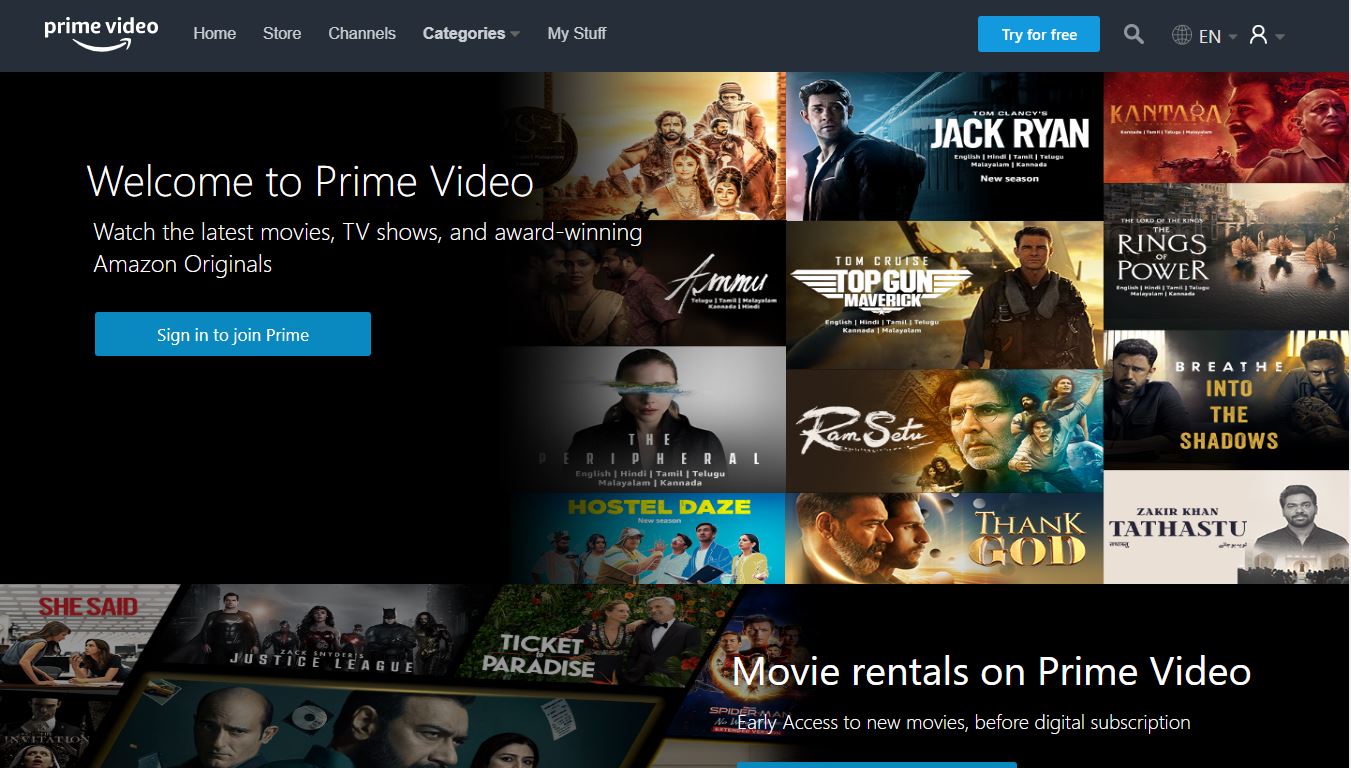 prime video
Home
Store
Channels
Categories
My Stuff
Try for free
EN
Welcome to Prime Video
Watch the latest movies, TV shows, and award-winning
Amazon Originals
Sign in to join Prime
PS-I
TOM CLANCY'S
JACK RYAN
English | Hindi | Tamil | Telugu
Malayalam | Kannada
New season
KANTARA
Kannada | Tamil | Telugu | Malayalam
Ammu
Telugu | Tamil | Malayalam
Kannada | Hindi
TOM CRUISE
TOP GUN
MAVERICK
English | Hindi | Tamil | Telugu
Kannada | Malayalam
THE LORD OF THE RINGS
THE
RINGS
OF
POWER
English | Hindi | Tamil | Telugu
Malayalam | Kannada
THE
PERIPHERAL
English | Hindi | Tamil | Telugu
Malayalam | Kannada
Ram Setu
BREATHE
INTO
THE
SHADOWS
HOSTEL DAZE
New season
THANK
GOD
ZAKIR KHAN
TATHASTU
तथास्तु
SHE SAID
ZACK SNYDER'S
JUSTICE LEAGUE
TICKET
to
PARADISE
THE
INVITATION
SPIDER-MAN
No Way Home
EXTENDED VERSION
Movie rentals on Prime Video
Early Access to new movies, before digital subscription